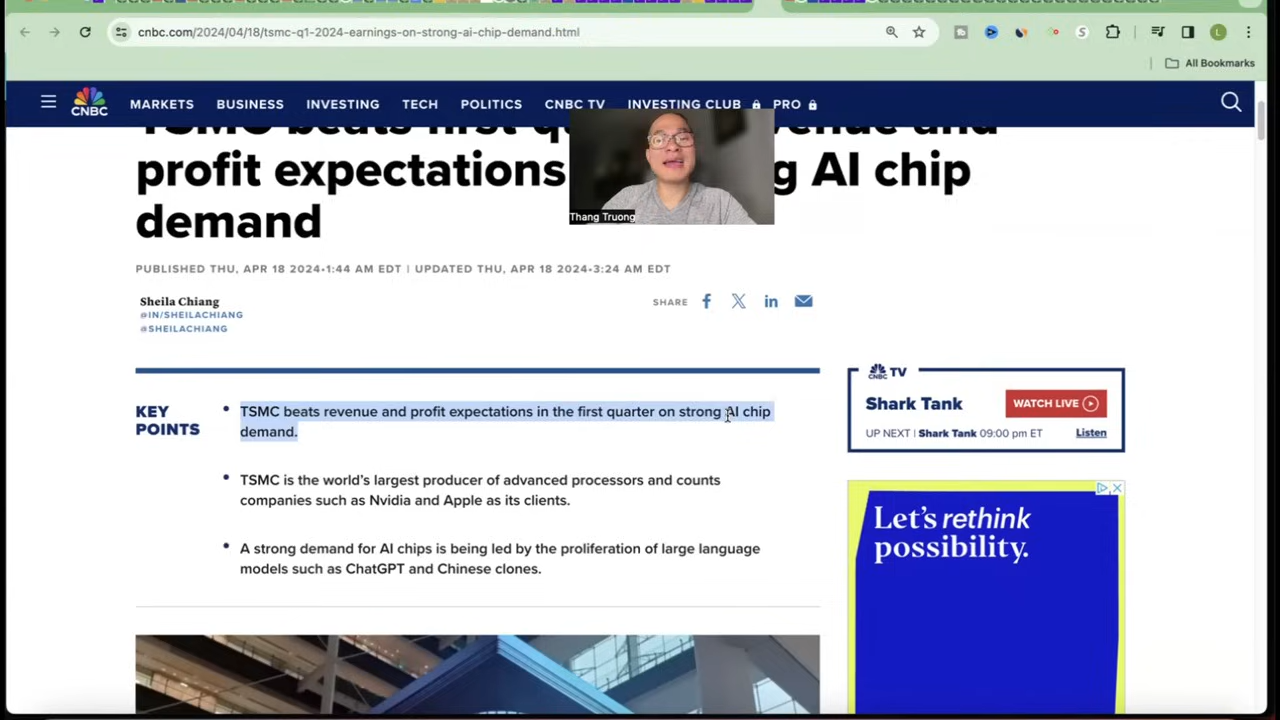 cnbc.com/2024/04/18/tsmc-q1-2024-earnings-on-strong-ai-chip-demand.html
L
All Bookmarks
CNBC
MARKETS BUSINESS INVESTING TECH POLITICS CNBC TV INVESTING CLUB PRO
TSMC beats first and
profit expectations AI chip
demand
Thang Truong
PUBLISHED THU, APR 18 2024•1:44 AM EDT | UPDATED THU, APR 18 2024•3:24 AM EDT
Sheila Chiang
@IN/SHEILACHIANG
@SHEILACHIANG
SHARE
KEY
POINTS
• TSMC beats revenue and profit expectations in the first quarter on strong AI chip
demand.
• TSMC is the world's largest producer of advanced processors and counts
companies such as Nvidia and Apple as its clients.
• A strong demand for AI chips is being led by the proliferation of large language
models such as ChatGPT and Chinese clones.
CNBC TV
Shark Tank
WATCH LIVE
UP NEXT | Shark Tank 09:00 pm ET
Listen
Let's rethink
possibility.